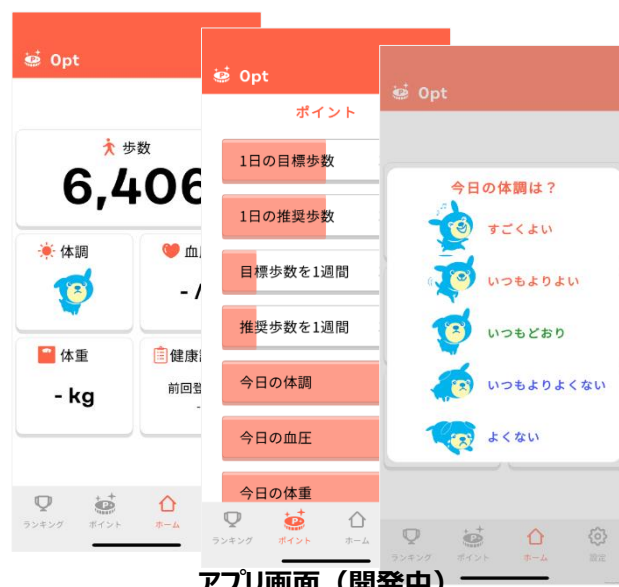 Opt
歩数
6,406
体調
血
- /
体重
- kg
健康
前回登
-
ランキング
ポイント
ホーム
Opt
ポイント
1日の目標歩数
1日の推奨歩数
目標歩数を1週間
推奨歩数を1週間
今日の体調
今日の血圧
今日の体重
ランキング
ポイント
ホーム
Opt
今日の体調は？
すごくよい
いつもよりよい
いつもどおり
いつもよりよくない
よくない
ランキング
ポイント
ホーム
設定
アプリ画面（開発中）